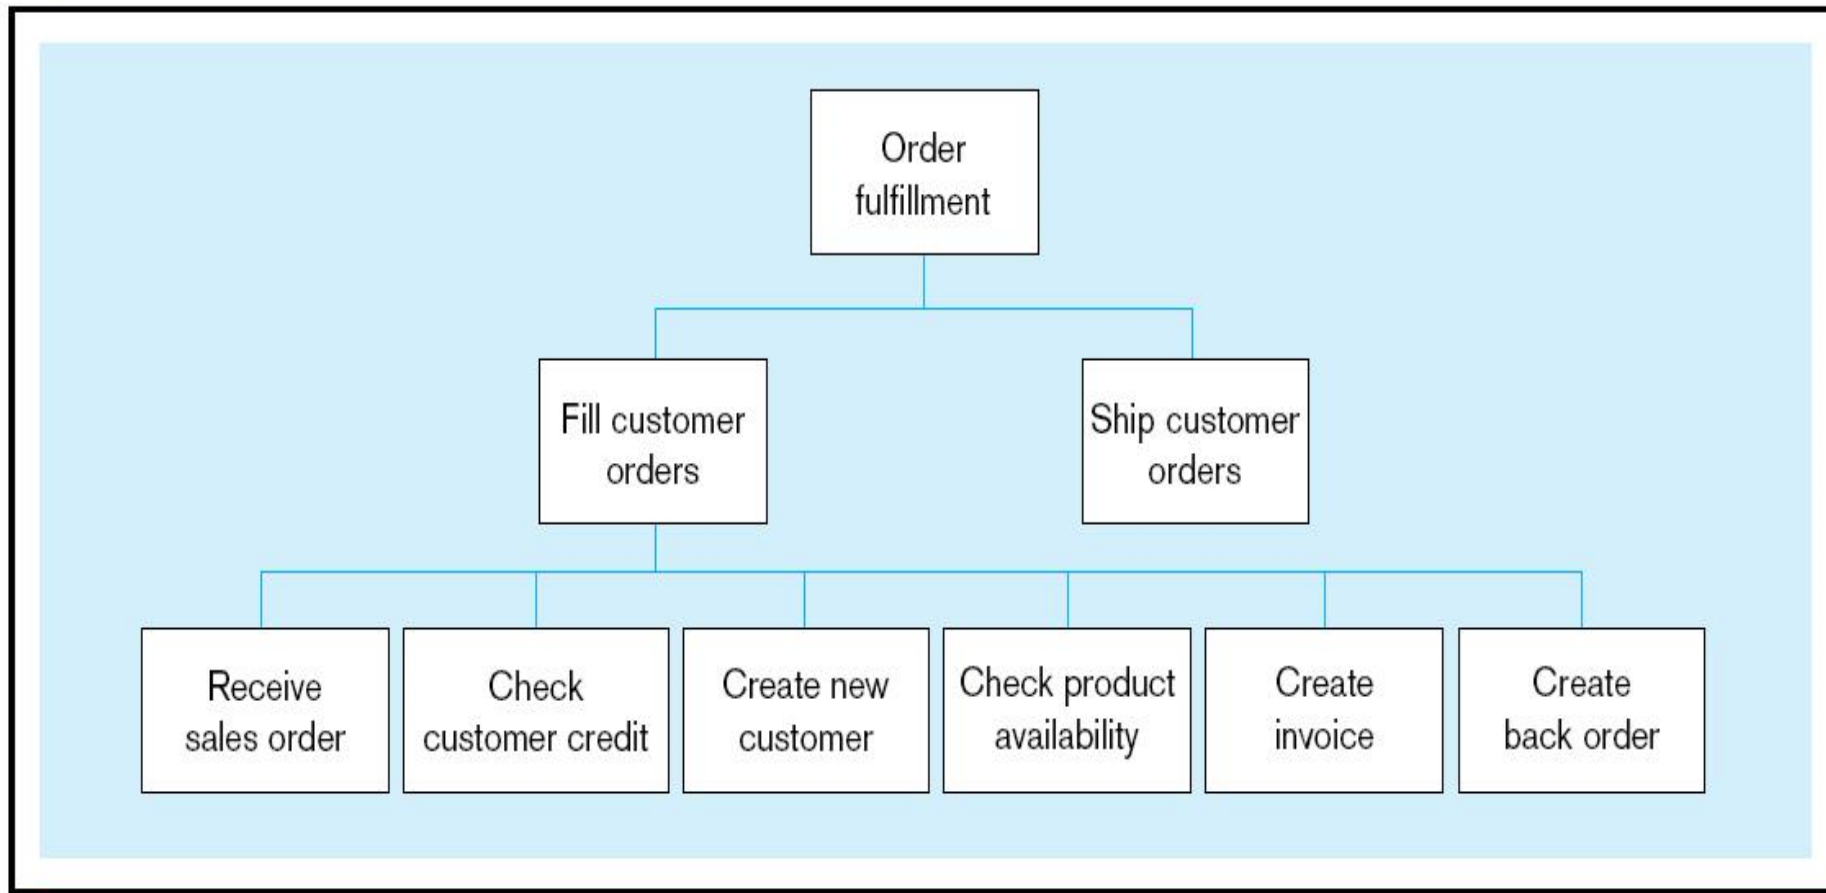 Order
fulfillment
Fill customer
orders
Ship customer
orders
Receive
sales order
Check
customer credit
Create new
customer
Check product
availability
Create
invoice
Create
back order